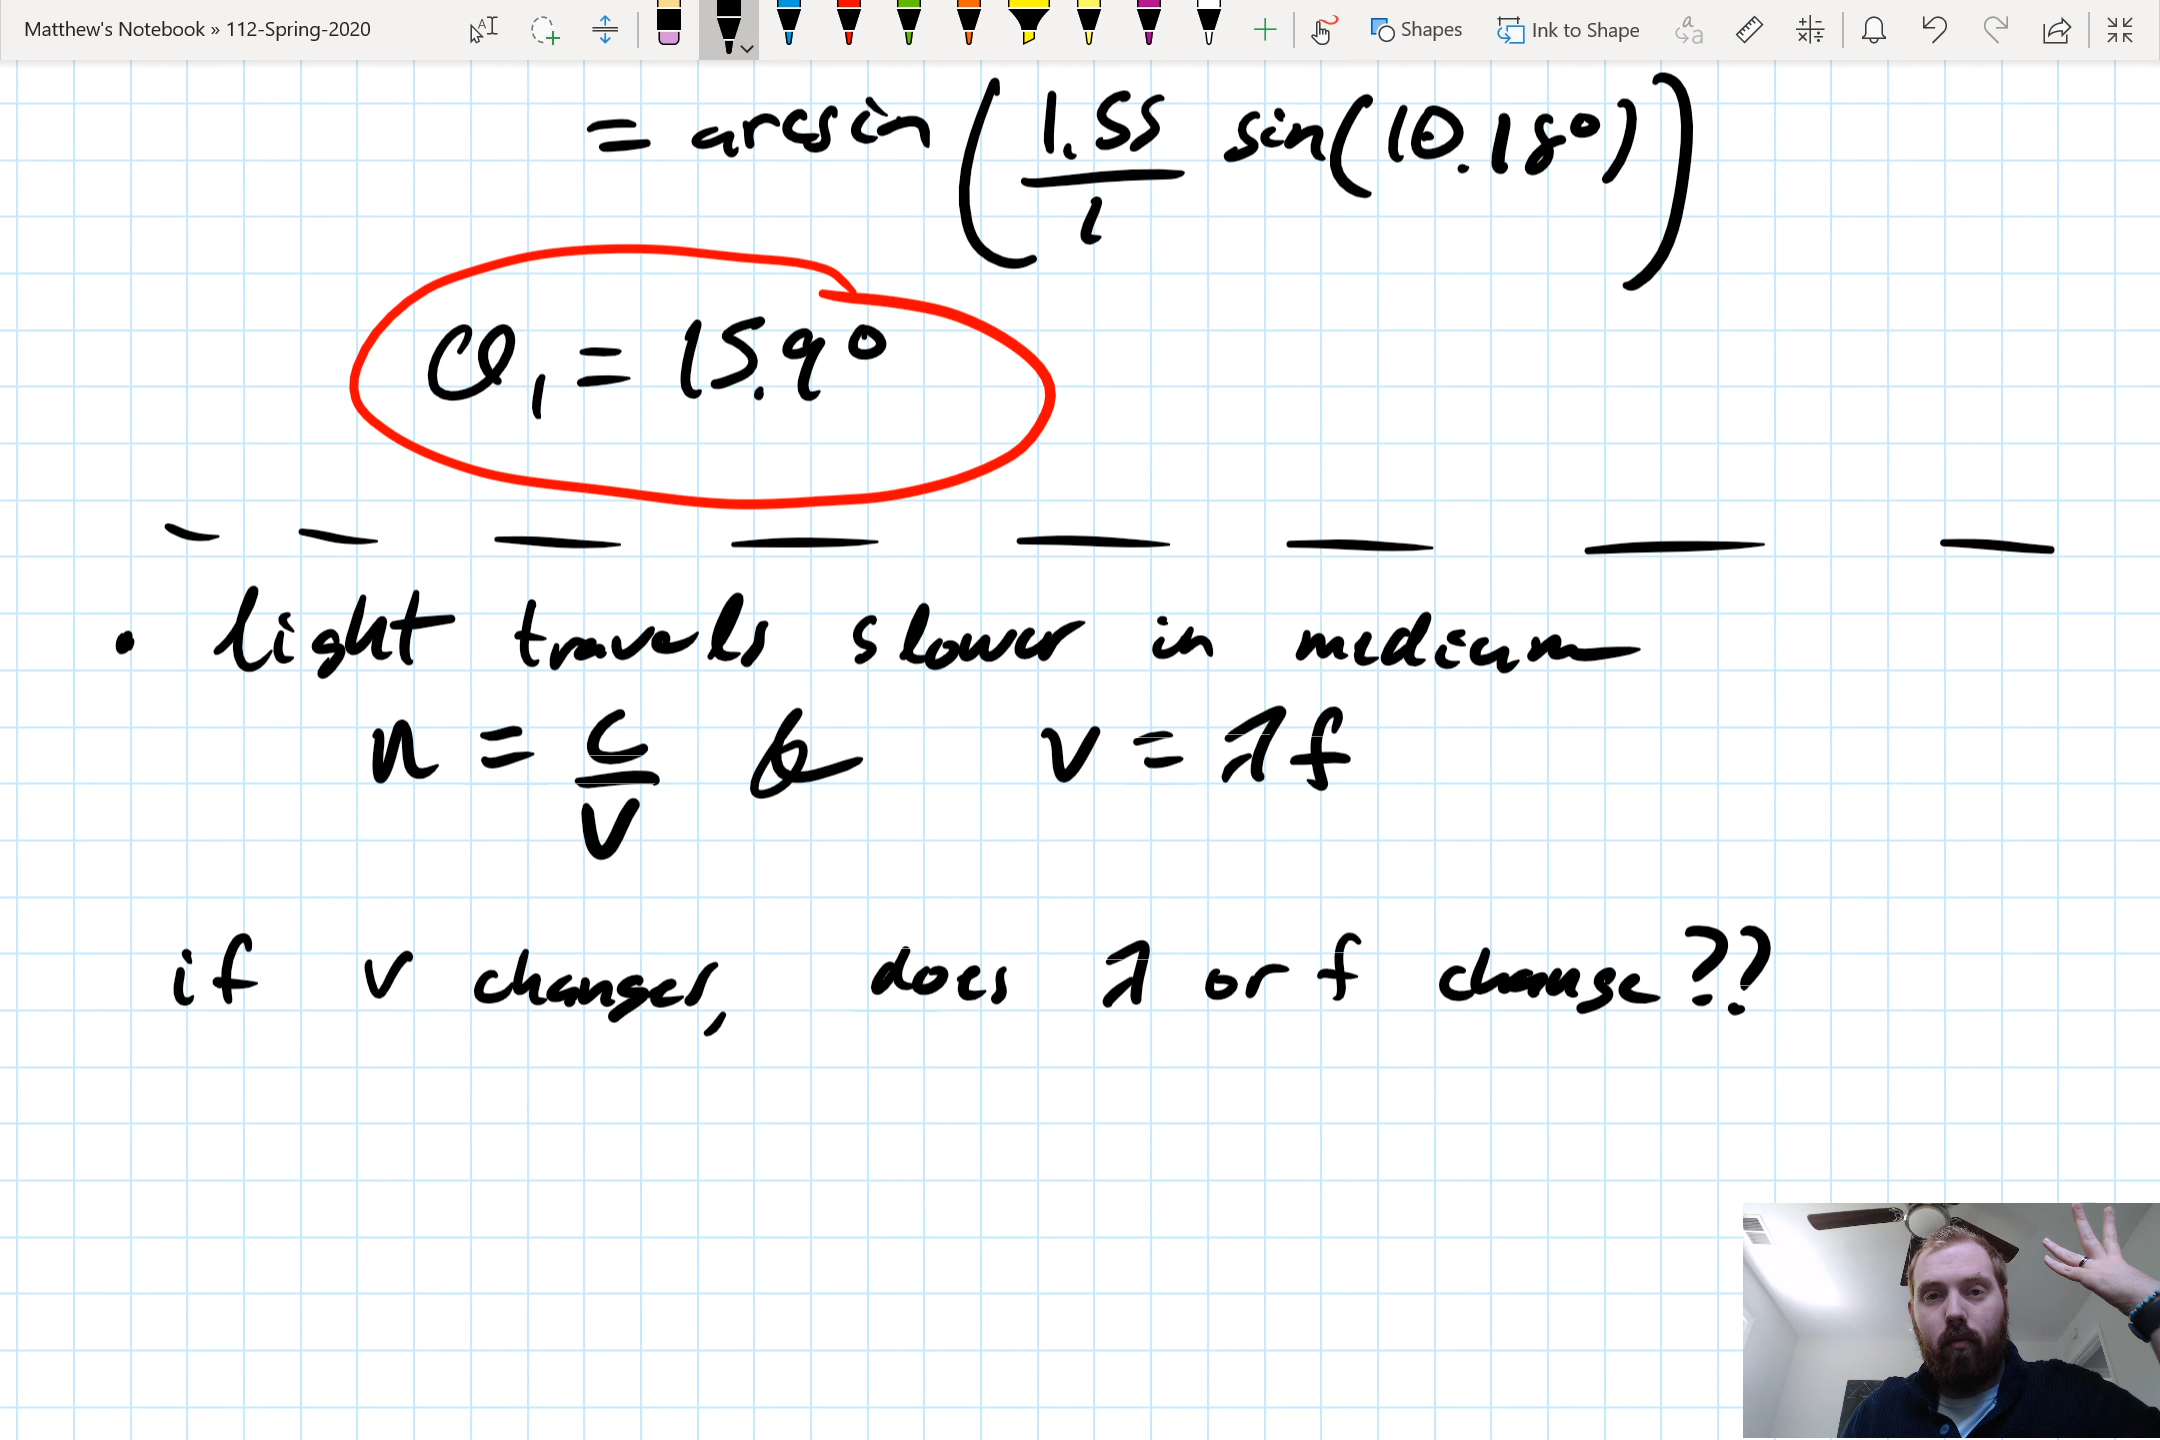 Matthew's Notebook » 112-Spring-2020
Shapes
Ink to Shape
= arcsin ( 1.55 / 1 sin(10.18°) )
θ₁ = 15.9°
• light travels slower in medium
n = c / v & v = λf
if v changes, does λ or f change??